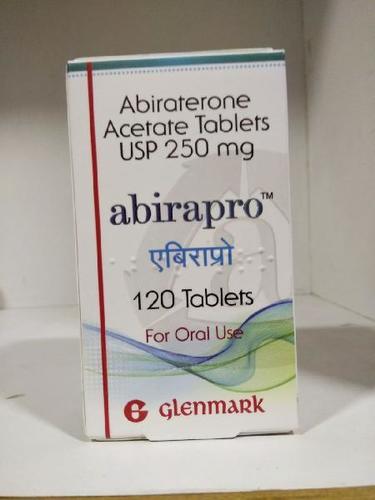 Abiraterone
Acetate Tablets
USP 250 mg
abirapro™
एबिराप्रो
120 Tablets
For Oral Use
G glenmark